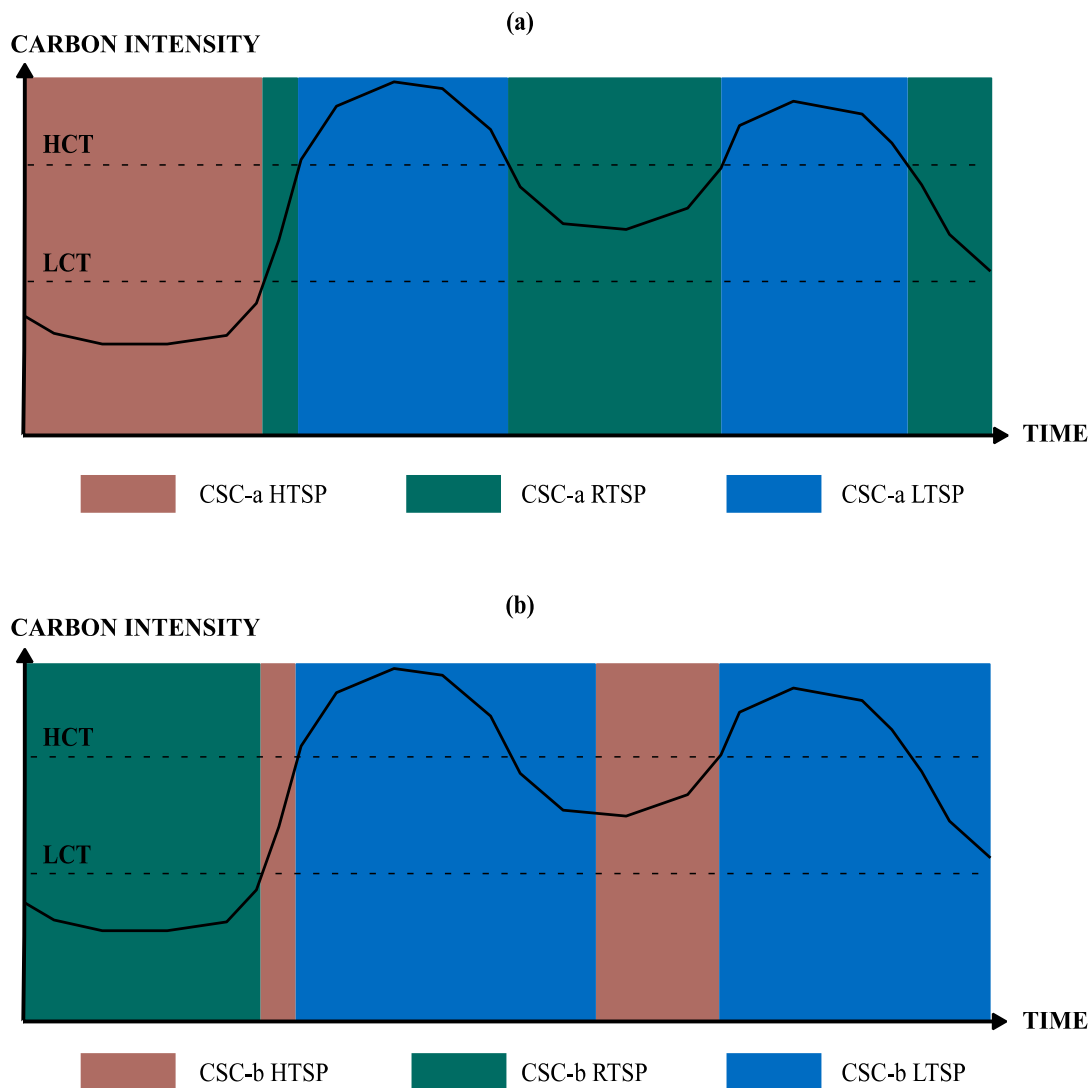 (a)
CARBON INTENSITY
HCT
LCT
TIME
CSC-a HTSP CSC-a RTSP CSC-a LTSP
(b)
CARBON INTENSITY
HCT
LCT
TIME
CSC-b HTSP CSC-b RTSP CSC-b LTSP